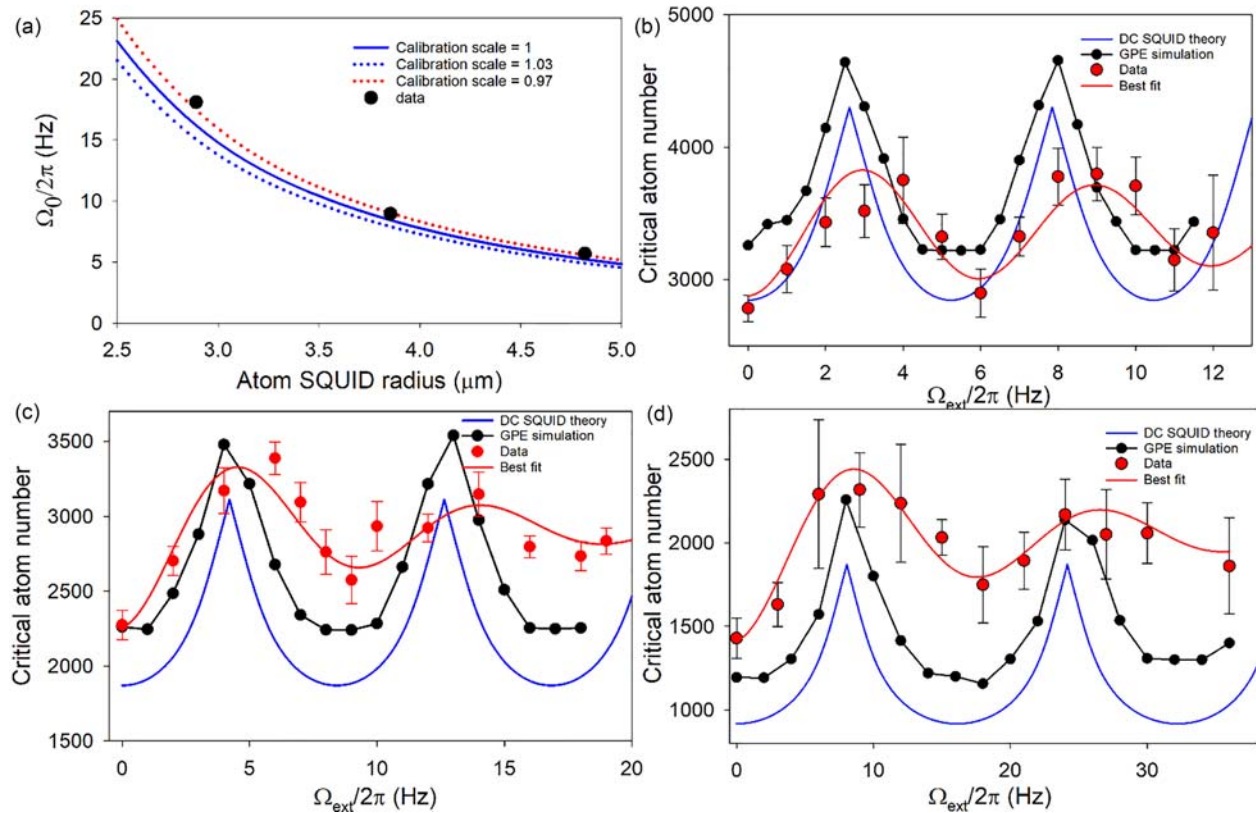 (a)
25
20
15
10
5
0
Ω₀/2π (Hz)
Calibration scale = 1
Calibration scale = 1.03
Calibration scale = 0.97
data
2.5 3.0 3.5 4.0 4.5 5.0
Atom SQUID radius (μm)
(b)
5000
4000
3000
Critical atom number
DC SQUID theory
GPE simulation
Data
Best fit
0 2 4 6 8 10 12
Ω_ext/2π (Hz)
(c)
3500
3000
2500
2000
1500
Critical atom number
DC SQUID theory
GPE simulation
Data
Best fit
0 5 10 15 20
Ω_ext/2π (Hz)
(d)
2500
2000
1500
1000
Critical atom number
DC SQUID theory
GPE simulation
Data
Best fit
0 10 20 30
Ω_ext/2π (Hz)